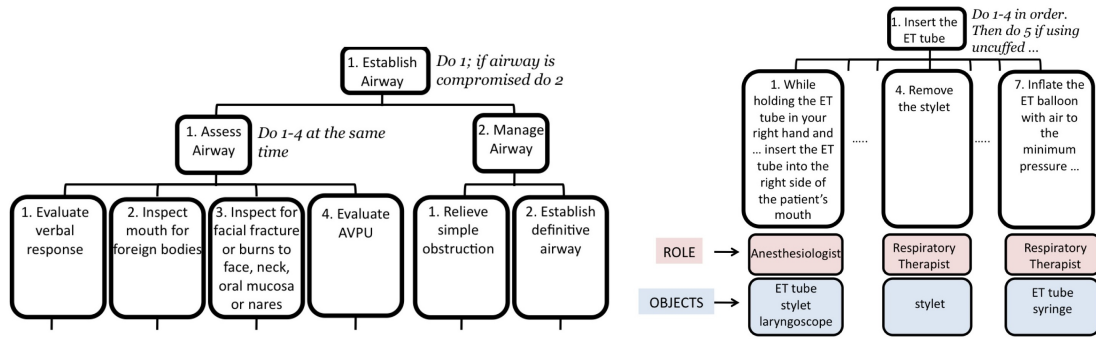 1. Establish
Airway
Do 1; if airway is
compromised do 2
1. Assess
Airway
Do 1-4 at the same
time
2. Manage
Airway
1. Evaluate
verbal
response
2. Inspect
mouth for
foreign bodies
3. Inspect for
facial fracture
or burns to
face, neck,
oral mucosa
or nares
4. Evaluate
AVPU
1. Relieve
simple
obstruction
2. Establish
definitive
airway
1. Insert the
ET tube
Do 1-4 in order.
Then do 5 if using
uncuffed ...
1. While
holding the ET
tube in your
right hand and
... insert the ET
tube into the
right side of
the patient's
mouth
.....
4. Remove
the stylet
.....
7. Inflate the
ET balloon
with air to
the
minimum
pressure ...
ROLE
Anesthesiologist
Respiratory
Therapist
Respiratory
Therapist
OBJECTS
ET tube
stylet
laryngoscope
stylet
ET tube
syringe